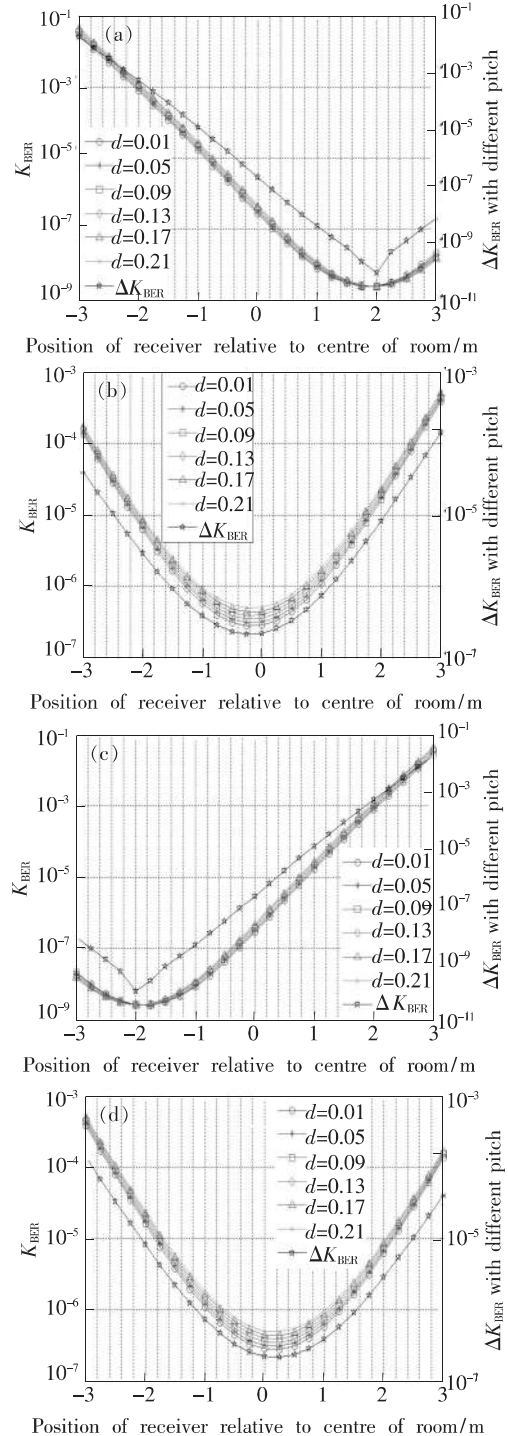 (a)
10⁻¹
10⁻³
10⁻⁵
10⁻⁷
10⁻⁹
K_BER
d=0.01
d=0.05
d=0.09
d=0.13
d=0.17
d=0.21
ΔK_BER
10⁻¹
10⁻³
10⁻⁵
10⁻⁷
10⁻⁹
10⁻¹¹
ΔK_BER with different pitch
−3 −2 −1 0 1 2 3
Position of receiver relative to centre of room/m
(b)
10⁻³
10⁻⁴
10⁻⁵
10⁻⁶
10⁻⁷
K_BER
d=0.01
d=0.05
d=0.09
d=0.13
d=0.17
d=0.21
ΔK_BER
10⁻³
10⁻⁵
10⁻⁷
ΔK_BER with different pitch
−3 −2 −1 0 1 2 3
Position of receiver relative to centre of room/m
(c)
10⁻¹
10⁻³
10⁻⁵
10⁻⁷
10⁻⁹
K_BER
d=0.01
d=0.05
d=0.09
d=0.13
d=0.17
d=0.21
ΔK_BER
10⁻¹
10⁻³
10⁻⁵
10⁻⁷
10⁻⁹
10⁻¹¹
ΔK_BER with different pitch
−3 −2 −1 0 1 2 3
Position of receiver relative to centre of room/m
(d)
10⁻³
10⁻⁴
10⁻⁵
10⁻⁶
10⁻⁷
K_BER
d=0.01
d=0.05
d=0.09
d=0.13
d=0.17
d=0.21
ΔK_BER
10⁻³
10⁻⁵
10⁻⁷
ΔK_BER with different pitch
−3 −2 −1 0 1 2 3
Position of receiver relative to centre of room/m